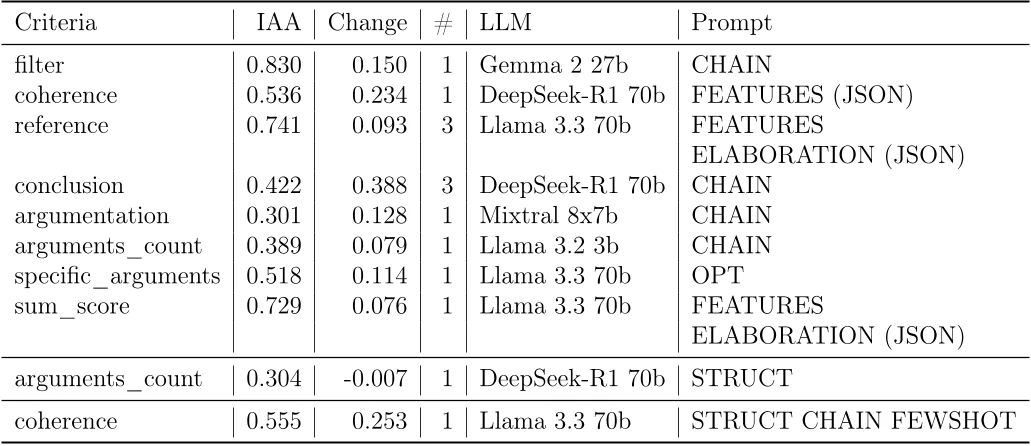 Criteria IAA Change # LLM Prompt
filter 0.830 0.150 1 Gemma 2 27b CHAIN
coherence 0.536 0.234 1 DeepSeek-R1 70b FEATURES (JSON)
reference 0.741 0.093 3 Llama 3.3 70b FEATURES
ELABORATION (JSON)
conclusion 0.422 0.388 3 DeepSeek-R1 70b CHAIN
argumentation 0.301 0.128 1 Mixtral 8x7b CHAIN
arguments_count 0.389 0.079 1 Llama 3.2 3b CHAIN
specific_arguments 0.518 0.114 1 Llama 3.3 70b OPT
sum_score 0.729 0.076 1 Llama 3.3 70b FEATURES
ELABORATION (JSON)
arguments_count 0.304 -0.007 1 DeepSeek-R1 70b STRUCT
coherence 0.555 0.253 1 Llama 3.3 70b STRUCT CHAIN FEWSHOT